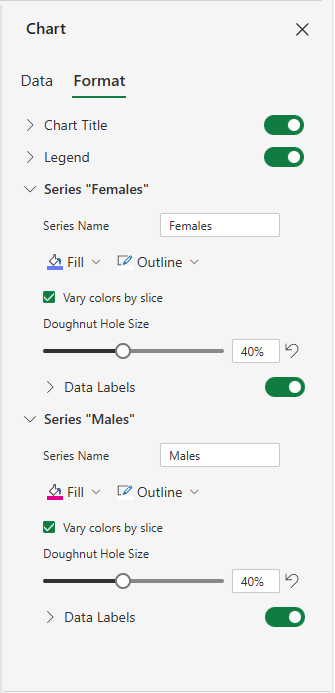 Chart
Data Format
Chart Title
Legend
Series "Females"
Series Name Females
Fill Outline
Vary colors by slice
Doughnut Hole Size
40%
Data Labels
Series "Males"
Series Name Males
Fill Outline
Vary colors by slice
Doughnut Hole Size
40%
Data Labels